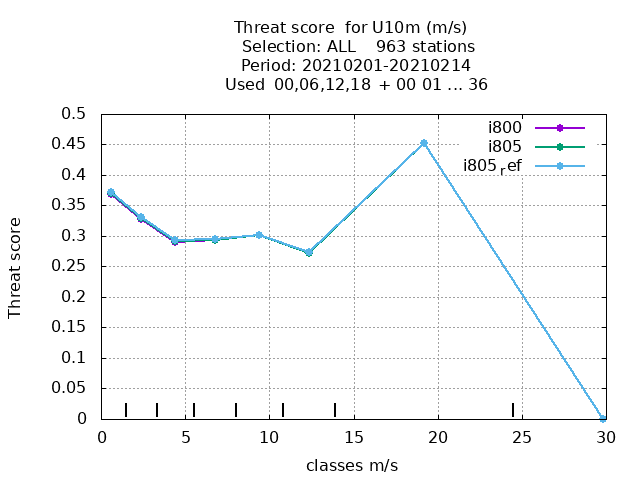 Threat score  for U10m (m/s)
Selection: ALL    963 stations
Period: 20210201-20210214
Used  00,06,12,18  + 00 01 ... 36
i800
i805
i805ref
0.5
0.45
0.4
0.35
0.3
0.25
0.2
0.15
0.1
0.05
0
Threat score
0 5 10 15 20 25 30
classes m/s